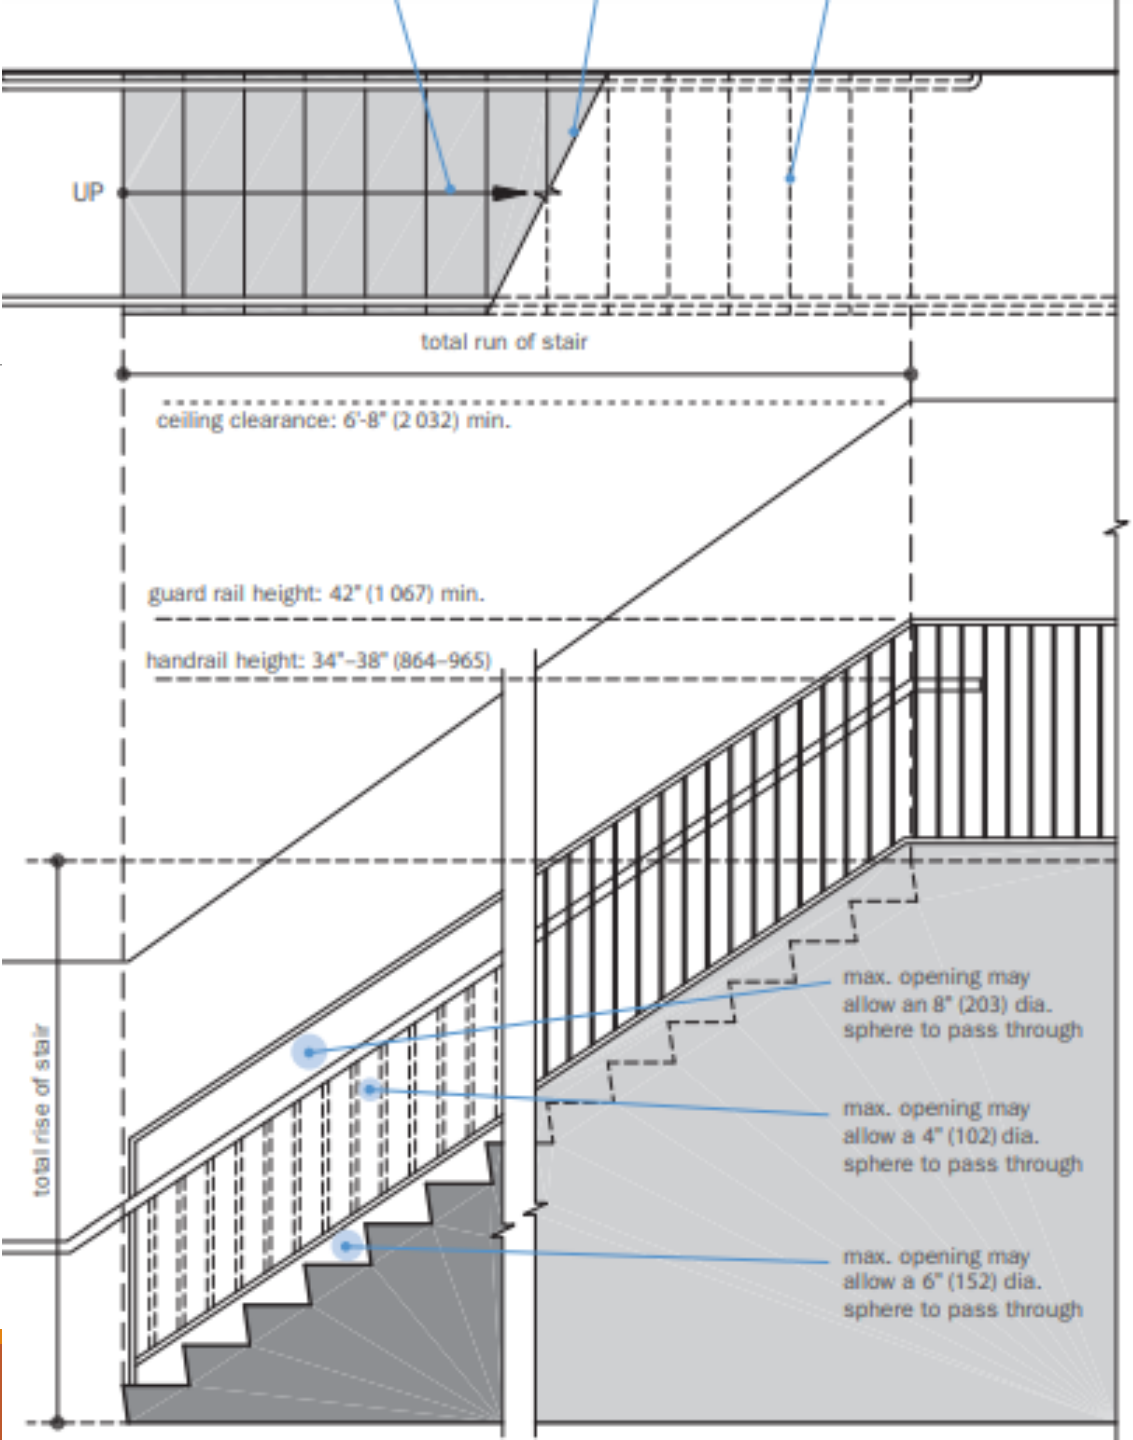 UP
total run of stair
ceiling clearance: 6'-8" (2 032) min.
guard rail height: 42" (1 067) min.
handrail height: 34"–38" (864–965)
total rise of stair
max. opening may
allow an 8" (203) dia.
sphere to pass through
max. opening may
allow a 4" (102) dia.
sphere to pass through
max. opening may
allow a 6" (152) dia.
sphere to pass through